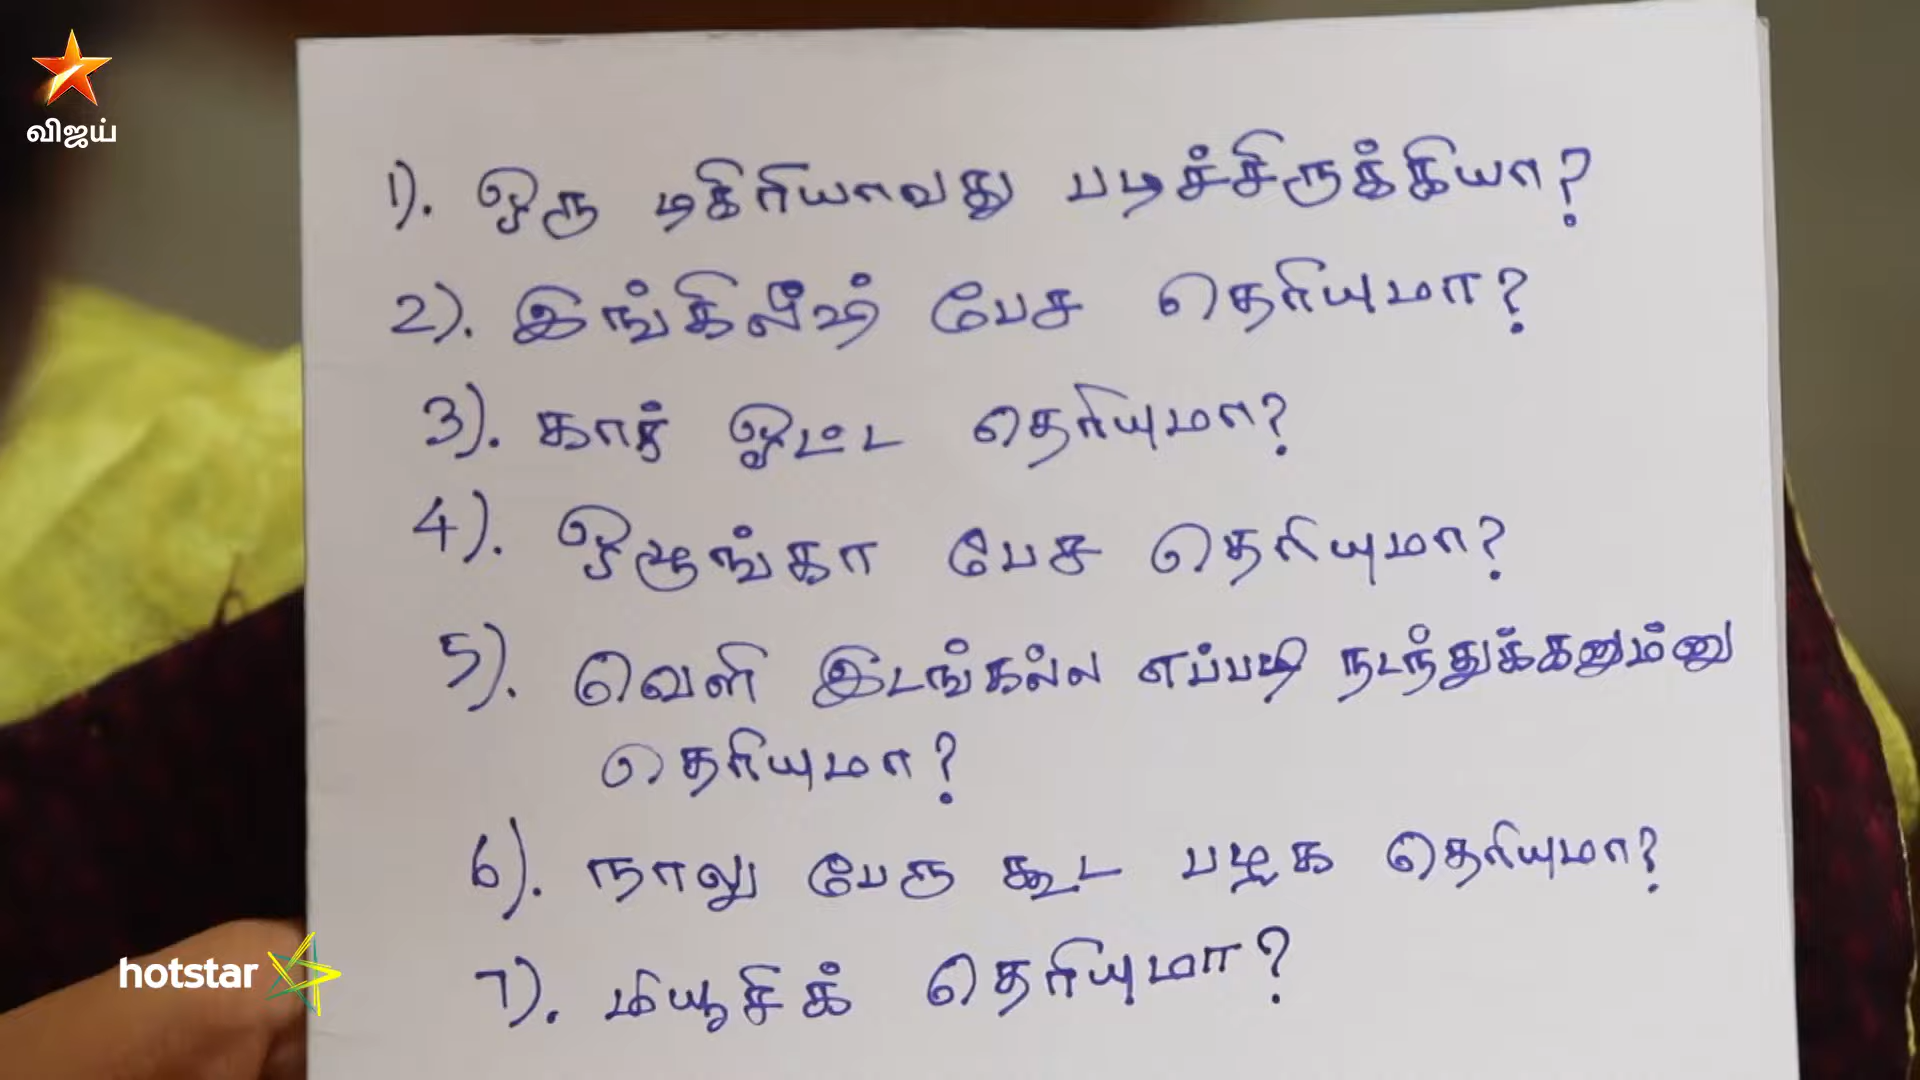 விஜய்
1). ஒரு டிகிரியாவது படிச்சிருக்கியா?
2). இங்கிலீஷ் பேச தெரியுமா?
3). கார் ஓட்ட தெரியுமா?
4). ஒழுங்கா பேச தெரியுமா?
5). வெளி இடங்கல்ல எப்படி நடந்துக்கனும்னு
தெரியுமா?
6). நாலு பேரு கூட பழக தெரியுமா?
7). மியூசிக் தெரியுமா?
hotstar